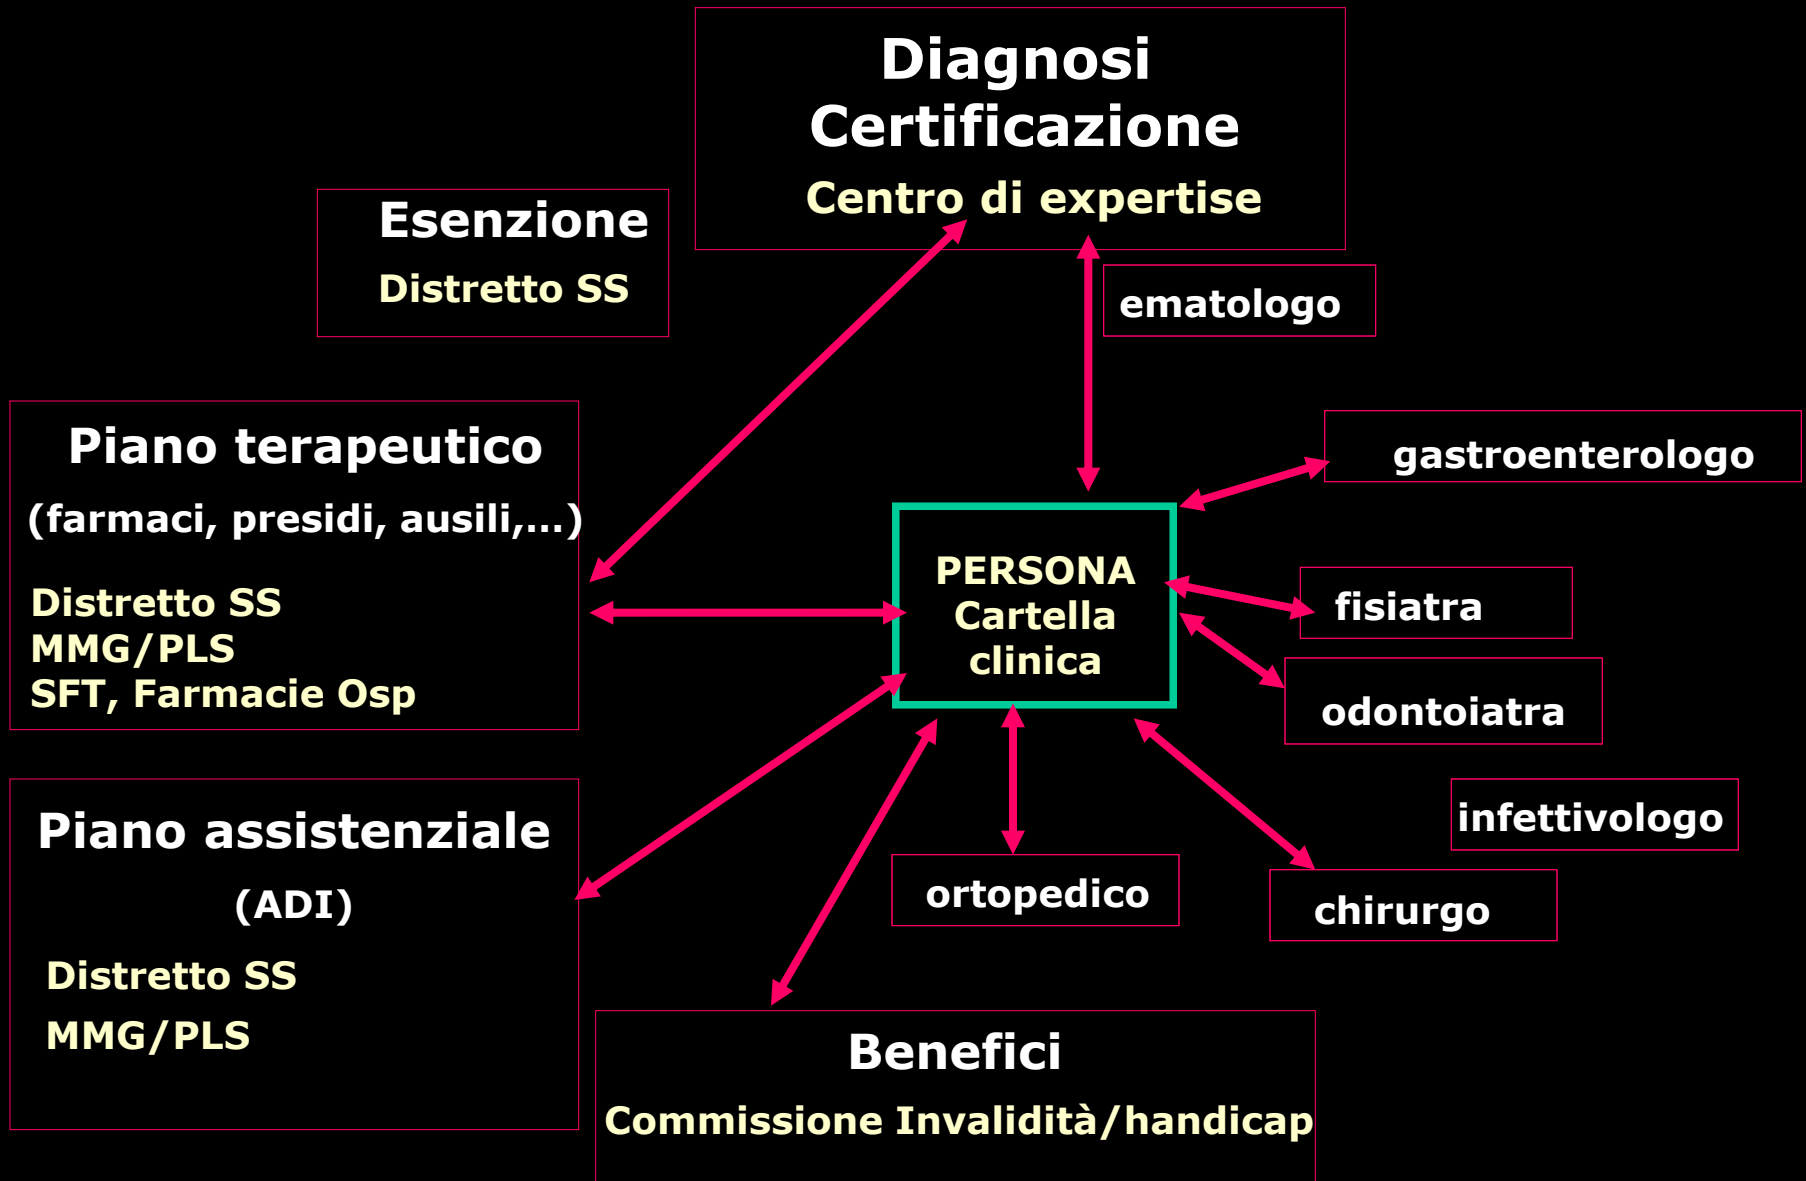 Diagnosi
Certificazione
Centro di expertise
Esenzione
Distretto SS
ematologo
Piano terapeutico
(farmaci, presidi, ausili,...)
Distretto SS
MMG/PLS
SFT, Farmacie Osp
gastroenterologo
PERSONA
Cartella
clinica
fisiatra
odontoiatra
infettivologo
chirurgo
ortopedico
Piano assistenziale
(ADI)
Distretto SS
MMG/PLS
Benefici
Commissione Invalidità/handicap